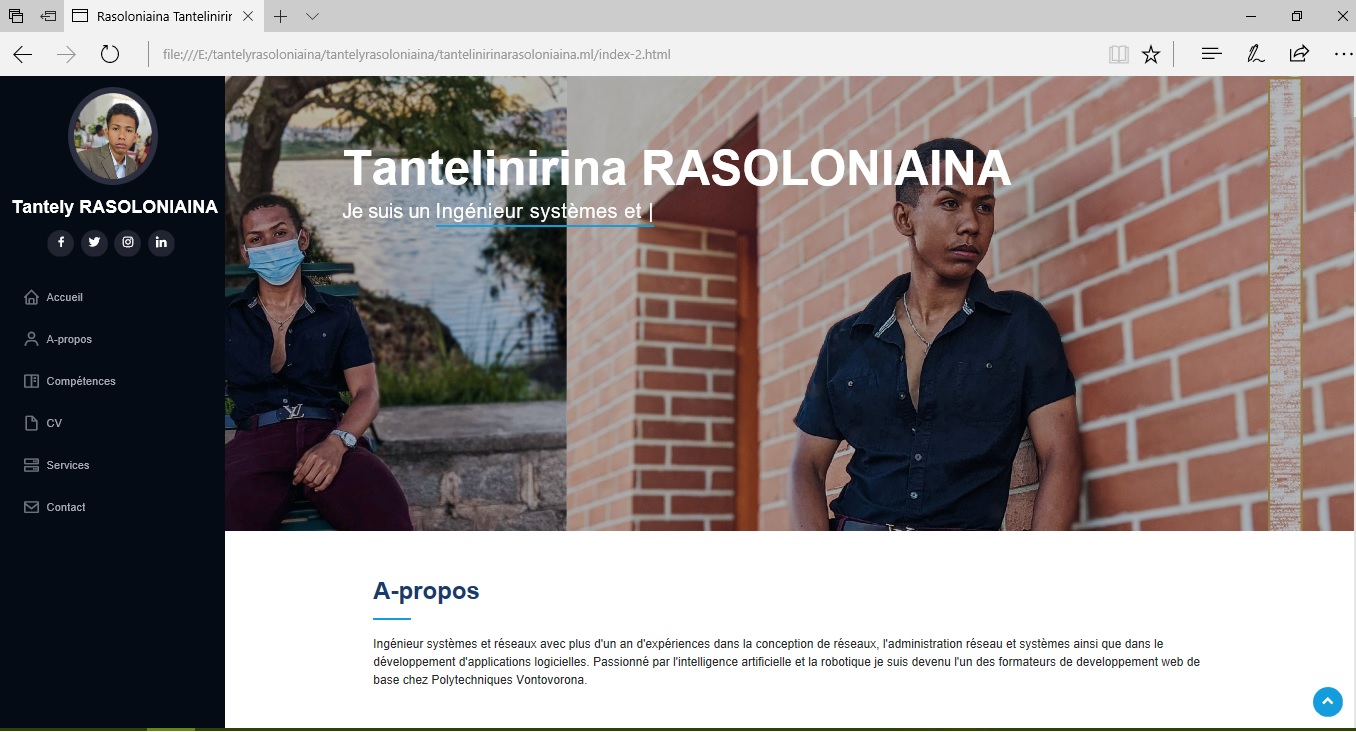 Rasoloniaina Tantelinirir
file:///E:/tantelyrasoloniaina/tantelyrasoloniaina/tantelinirinarasoloniaina.ml/index-2.html
Tantely RASOLONIAINA
Accueil
A-propos
Compétences
CV
Services
Contact
Tantelinirina RASOLONIAINA
Je suis un Ingénieur systèmes et |
A-propos
Ingénieur systèmes et réseaux avec plus d'un an d'expériences dans la conception de réseaux, l'administration réseau et systèmes ainsi que dans le
développement d'applications logicielles. Passionné par l'intelligence artificielle et la robotique je suis devenu l'un des formateurs de developpement web de
base chez Polytechniques Vontovorona.